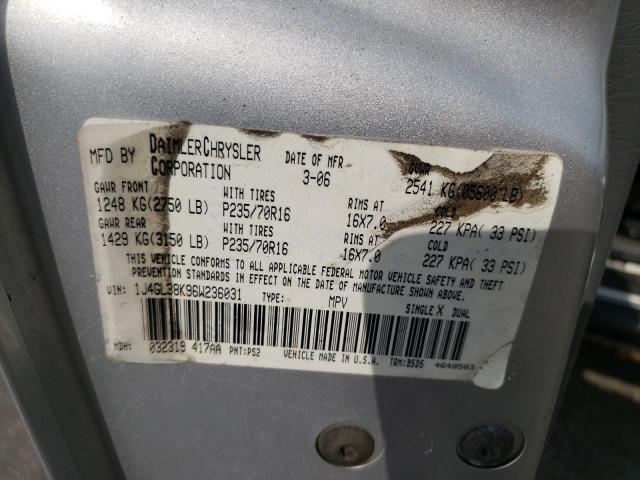 MFD BY DAIMLERCHRYSLER CORPORATION DATE OF MFR 3-06 GVWR 2541 KG(05600 LB)
GAWR FRONT WITH TIRES RIMS AT COLD
1248 KG(2750 LB) P235/70R16 16X7.0 227 KPA( 33 PSI)
GAWR REAR WITH TIRES RIMS AT COLD
1429 KG(3150 LB) P235/70R16 16X7.0 227 KPA( 33 PSI)
THIS VEHICLE CONFORMS TO ALL APPLICABLE FEDERAL MOTOR VEHICLE SAFETY AND THEFT
PREVENTION STANDARDS IN EFFECT ON THE DATE OF MANUFACTURE SHOWN ABOVE.
VIN: 1J4GL38K96W236031 TYPE: MPV SINGLE X DUAL
MDH: 032319 417AA PNT:PS2 VEHICLE MADE IN U.S.A. TRM:BSDS 4648503